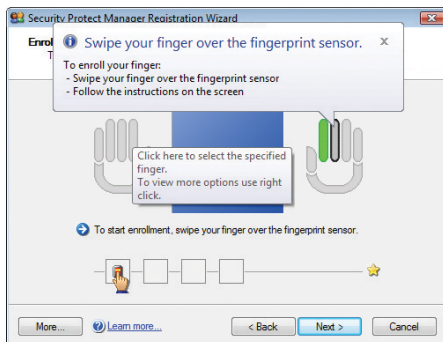 Security Protect Manager Registration Wizard
Enrol
T
Swipe your finger over the fingerprint sensor.
To enroll your finger:
- Swipe your finger over the fingerprint sensor
- Follow the instructions on the screen
Click here to select the specified
finger.
To view more options use right
click.
To start enrollment, swipe your finger over the fingerprint sensor.
More... Learn more... < Back Next > Cancel